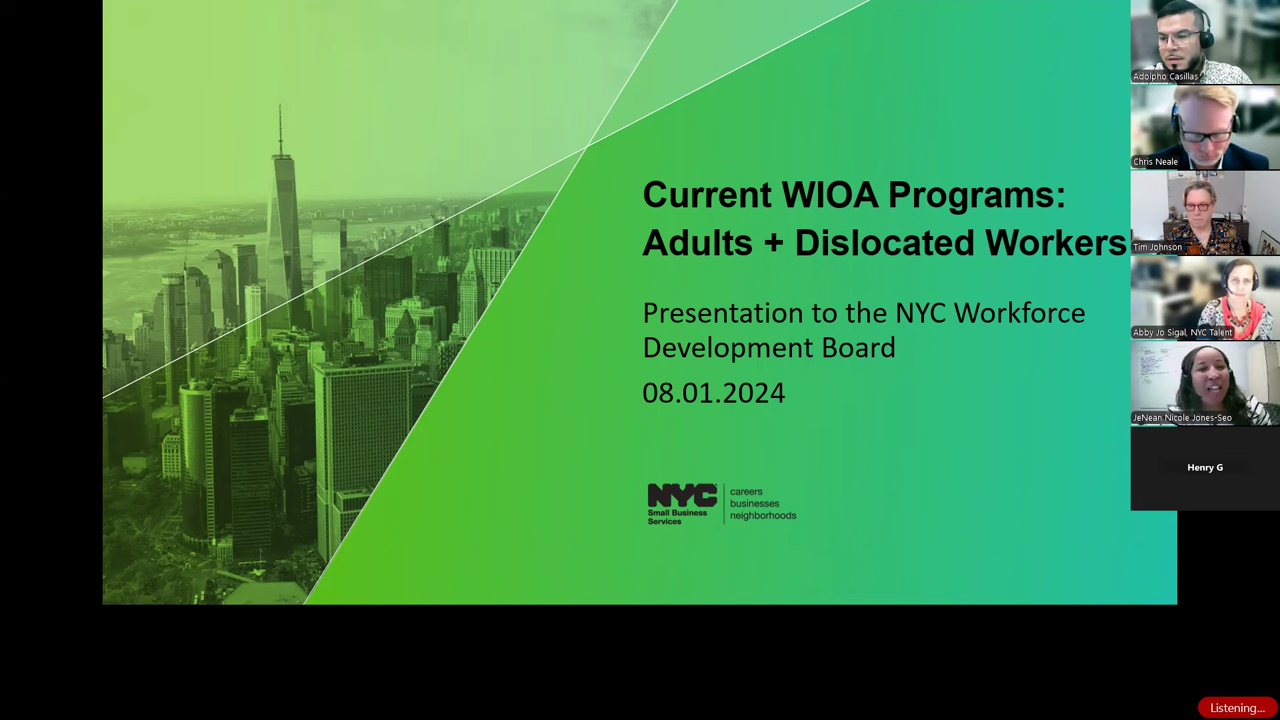 Current WIOA Programs:
Adults + Dislocated Workers
Presentation to the NYC Workforce
Development Board
08.01.2024
NYC
Small Business
Services
careers
businesses
neighborhoods
Adolpho Casillas
Chris Neale
Tim Johnson
Abby Jo Sigal, NYC Talent
JeNean Nicole Jones-Seo
Henry G
Listening...